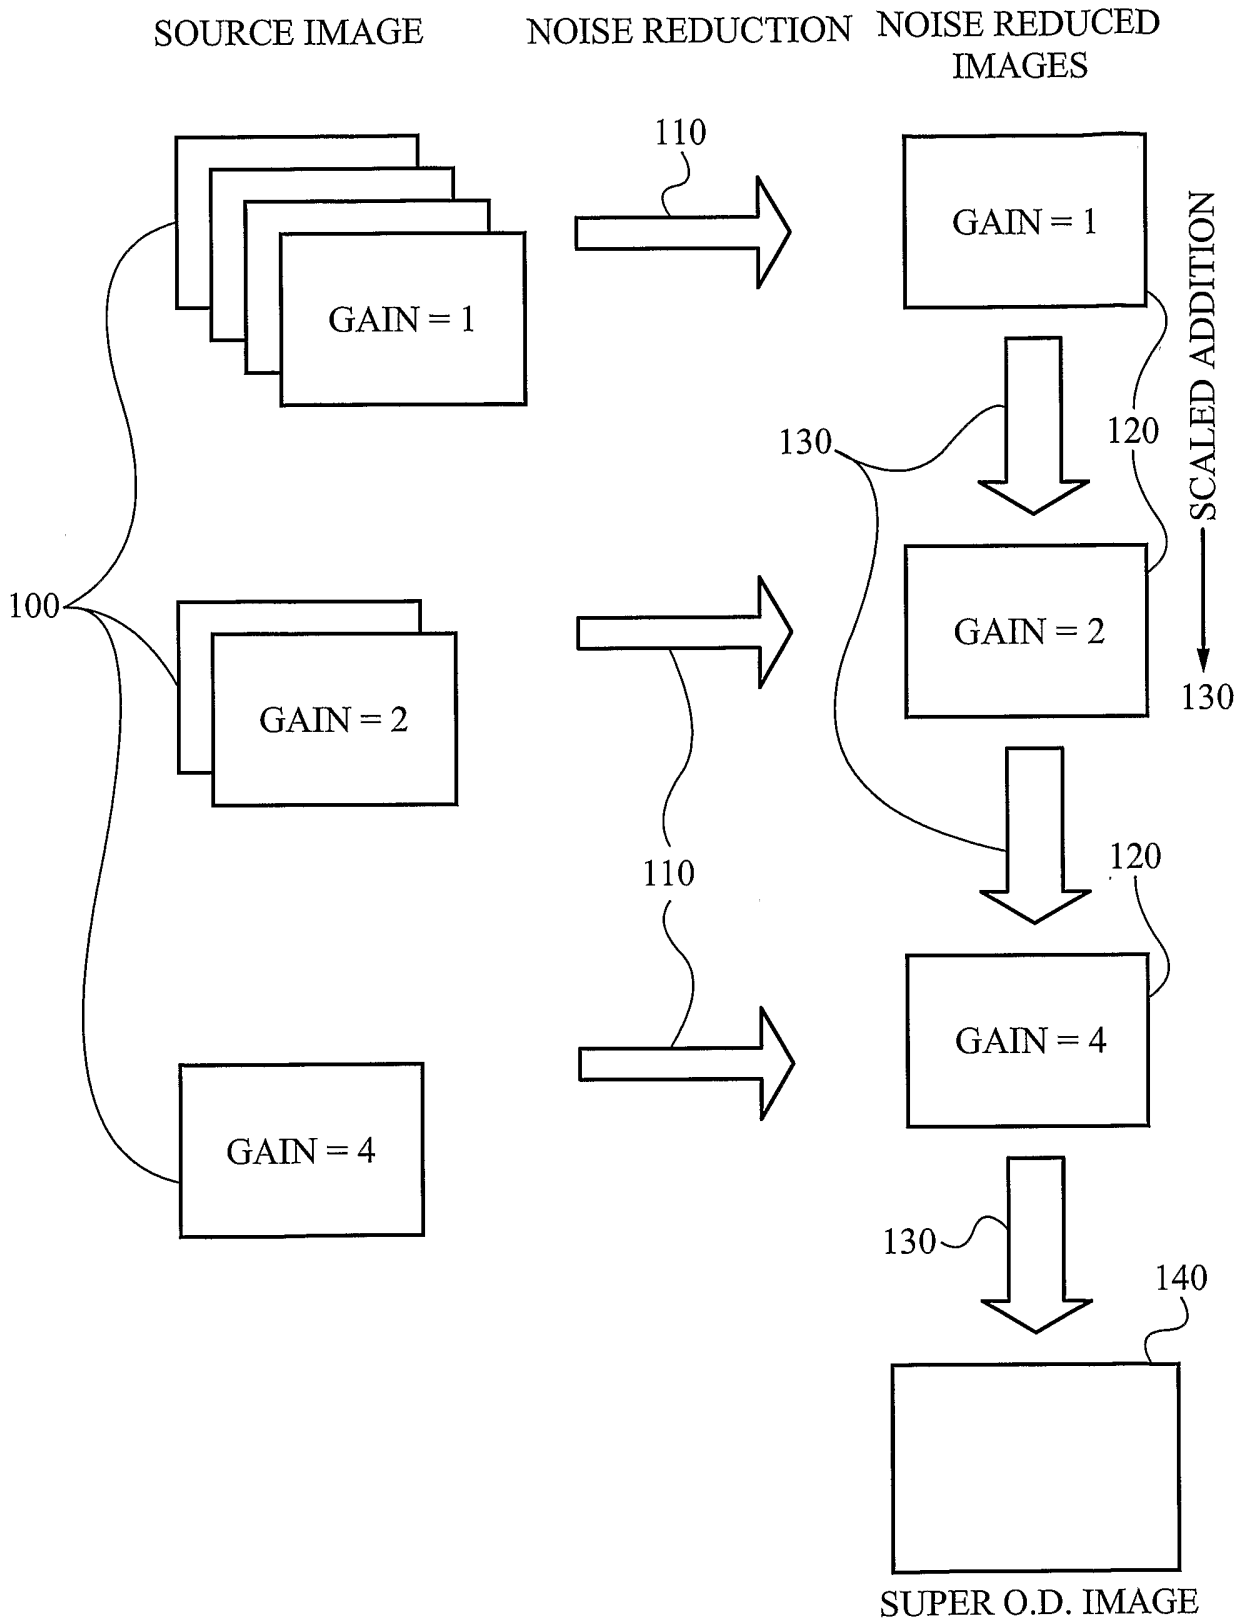 SOURCE IMAGE
NOISE REDUCTION
NOISE REDUCED
IMAGES
110
GAIN = 1
GAIN = 1
SCALED ADDITION
130
120
100
GAIN = 2
GAIN = 2
130
110
120
GAIN = 4
GAIN = 4
130
140
SUPER O.D. IMAGE